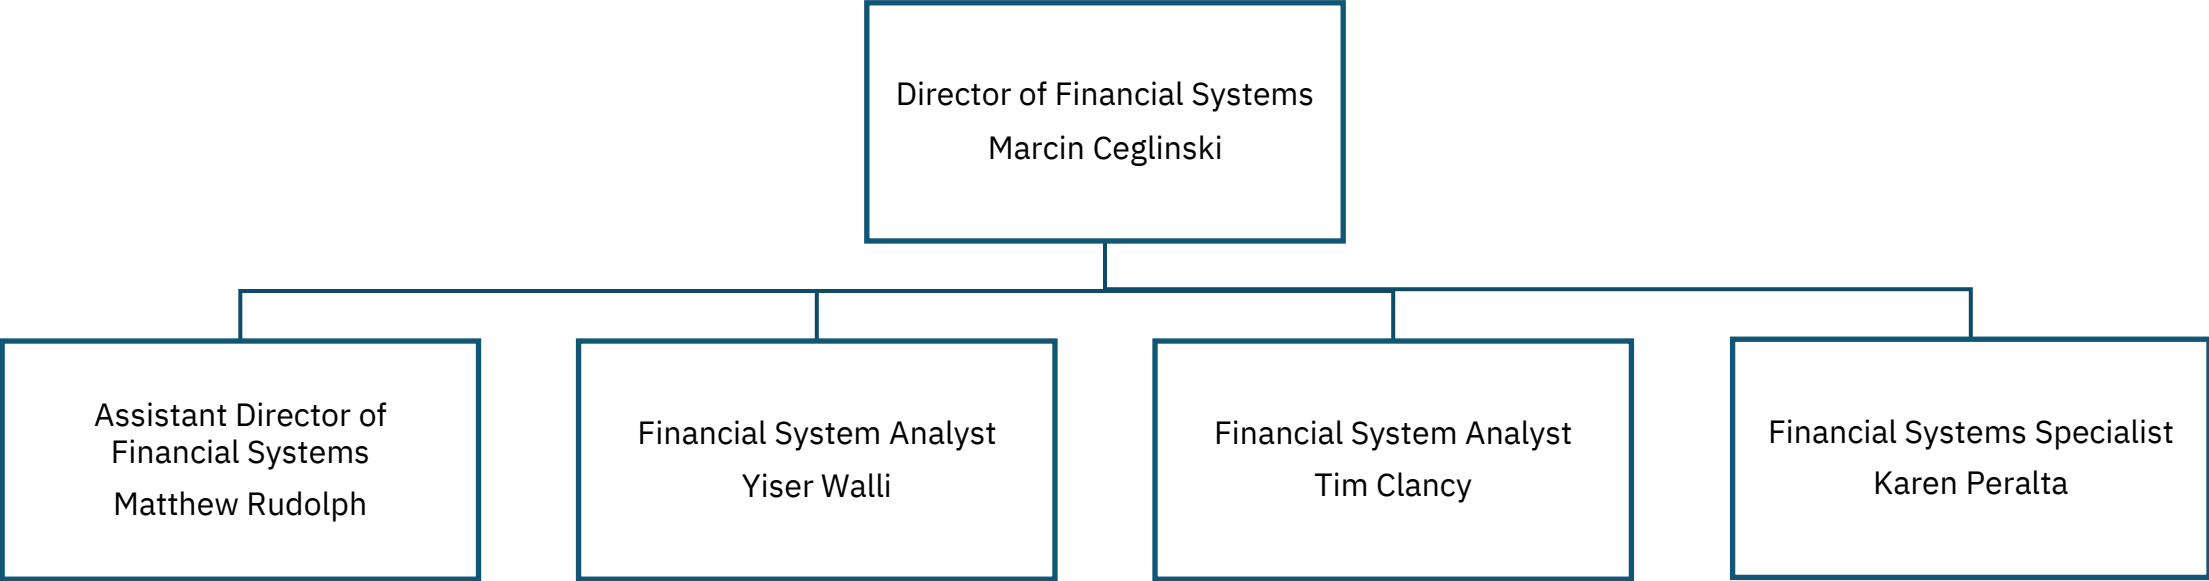 Director of Financial Systems
Marcin Ceglinski
Assistant Director of
Financial Systems
Matthew Rudolph
Financial System Analyst
Yiser Walli
Financial System Analyst
Tim Clancy
Financial Systems Specialist
Karen Peralta